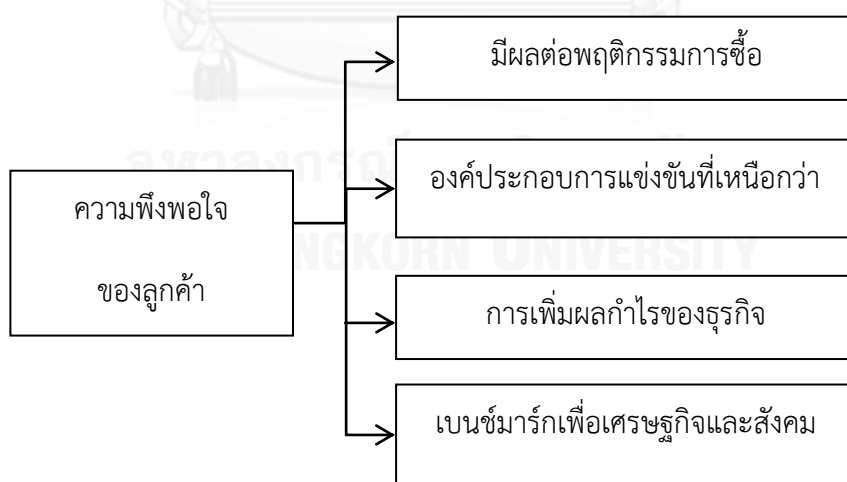 มีผลต่อพฤติกรรมการซื้อ
องค์ประกอบการแข่งขันที่เหนือกว่า
ความพึงพอใจ
ของลูกค้า
การเพิ่มผลกำไรของธุรกิจ
เบนช์มาร์กเพื่อเศรษฐกิจและสังคม
NGKORN UNIVERSITY